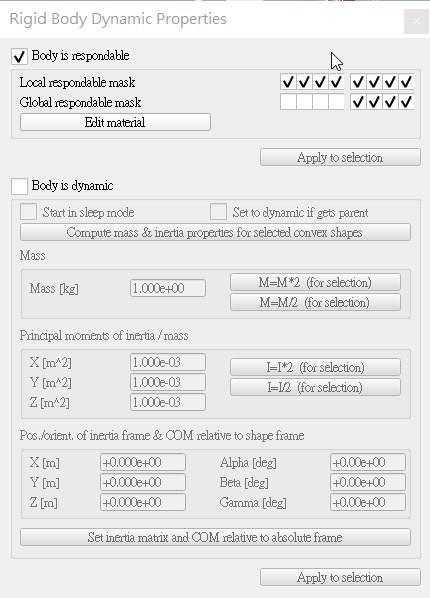 Rigid Body Dynamic Properties
Body is respondable
Local respondable mask
Global respondable mask
Edit material
Apply to selection
Body is dynamic
Start in sleep mode Set to dynamic if gets parent
Compute mass & inertia properties for selected convex shapes
Mass
Mass [kg] 1.000e+00 M=M*2 (for selection)
M=M/2 (for selection)
Principal moments of inertia / mass
X [m^2] 1.000e-03 I=I*2 (for selection)
Y [m^2] 1.000e-03 I=I/2 (for selection)
Z [m^2] 1.000e-03
Pos./orient. of inertia frame & COM relative to shape frame
X [m] +0.000e+00 Alpha [deg] +0.00e+00
Y [m] +0.000e+00 Beta [deg] +0.00e+00
Z [m] +0.000e+00 Gamma [deg] +0.00e+00
Set inertia matrix and COM relative to absolute frame
Apply to selection